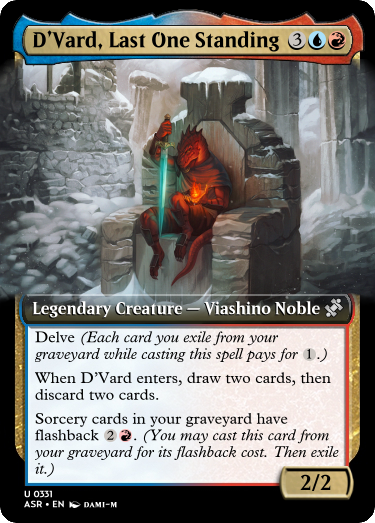 D'Vard, Last One Standing 3
Legendary Creature — Viashino Noble
Delve (Each card you exile from your
graveyard while casting this spell pays for 1.)
When D'Vard enters, draw two cards, then
discard two cards.
Sorcery cards in your graveyard have
flashback 2. (You may cast this card from
your graveyard for its flashback cost. Then exile
it.)
2/2
U 0331
ASR • EN DAMI-M